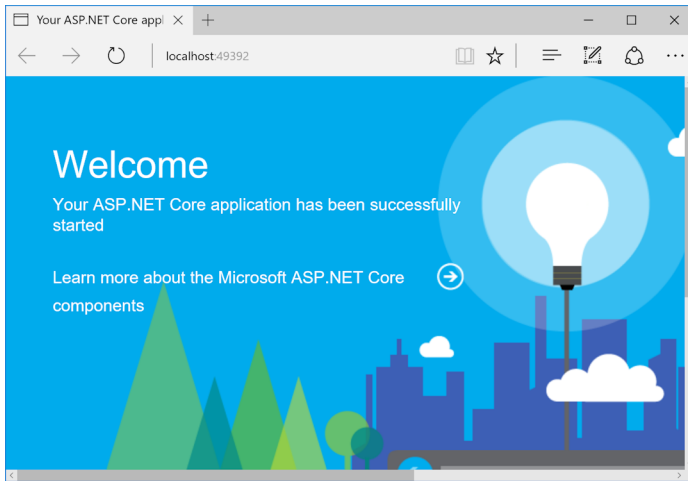 Your ASP.NET Core appl
localhost:49392
Welcome
Your ASP.NET Core application has been successfully
started
Learn more about the Microsoft ASP.NET Core
components